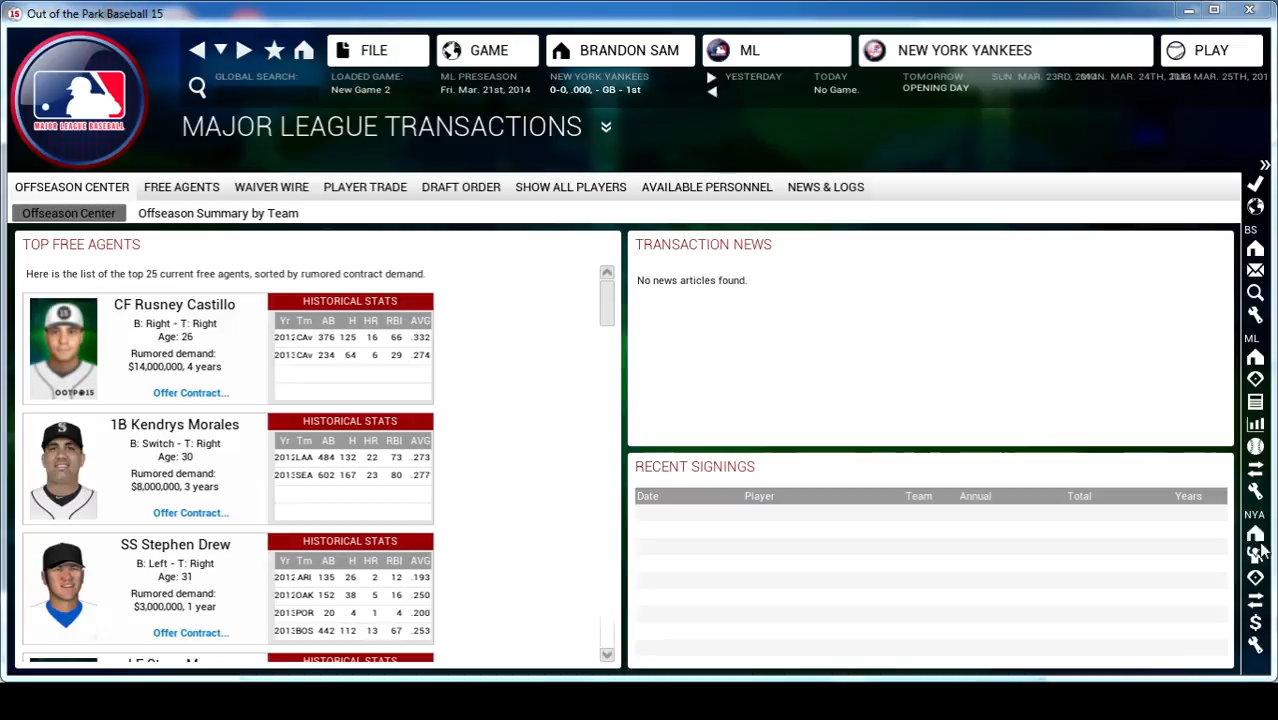 15 Out of the Park Baseball 15
FILE GAME BRANDON SAM ML NEW YORK YANKEES PLAY
GLOBAL SEARCH: LOADED GAME: ML PRESEASON NEW YORK YANKEES YESTERDAY TODAY TOMORROW SUN. MAR. 23RD, MON. MAR. 24TH, MAR. 25TH, 201
New Game 2 Fri. Mar. 21st, 2014 0-0, .000, - GB - 1st No Game. OPENING DAY
MAJOR LEAGUE BASEBALL
MAJOR LEAGUE TRANSACTIONS
OFFSEASON CENTER FREE AGENTS WAIVER WIRE PLAYER TRADE DRAFT ORDER SHOW ALL PLAYERS AVAILABLE PERSONNEL NEWS & LOGS
Offseason Center Offseason Summary by Team
BS
ML
NYA
TOP FREE AGENTS
Here is the list of the top 25 current free agents, sorted by rumored contract demand.
CF Rusney Castillo
B: Right - T: Right
Age: 26
Rumored demand:
$14,000,000, 4 years
Offer Contract...
OOTP 15
HISTORICAL STATS
Yr Tm AB H HR RBI AVG
2012 CAv 376 125 16 66 .332
2013 CAv 234 64 6 29 .274
1B Kendrys Morales
B: Switch - T: Right
Age: 30
Rumored demand:
$8,000,000, 3 years
Offer Contract...
HISTORICAL STATS
Yr Tm AB H HR RBI AVG
2012 LAA 484 132 22 73 .273
2013 SEA 602 167 23 80 .277
SS Stephen Drew
B: Left - T: Right
Age: 31
Rumored demand:
$3,000,000, 1 year
Offer Contract...
HISTORICAL STATS
Yr Tm AB H HR RBI AVG
2012 ARI 135 26 2 12 .193
2012 OAK 152 38 5 16 .250
2013 POR 20 4 1 4 .200
2013 BOS 442 112 13 67 .253
HISTORICAL STATS
TRANSACTION NEWS
No news articles found.
RECENT SIGNINGS
Date Player Team Annual Total Years